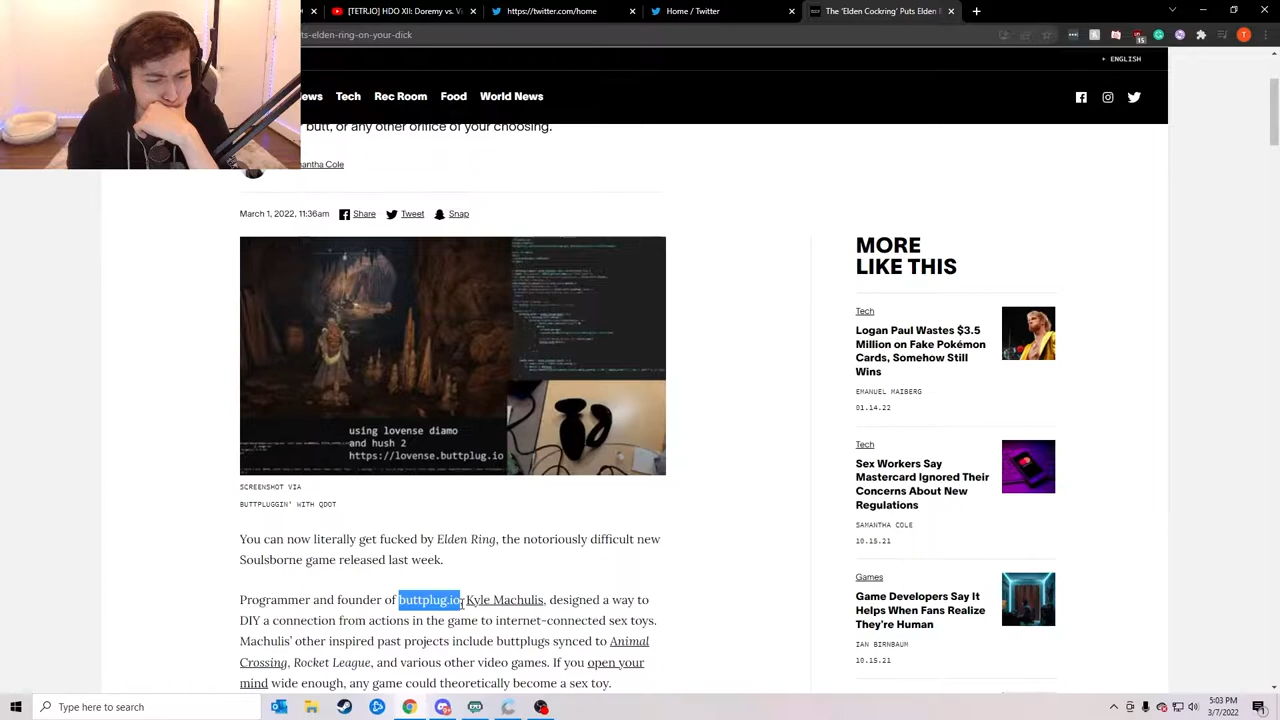 [TETR.IO] HDO XII: Doremy vs. V
https://twitter.com/home
Home / Twitter
The 'Elden Cockring' Puts Elden
s-elden-ring-on-your-dick
15
T
+ ENGLISH
ews
Tech
Rec Room
Food
World News
butt, or any other orifice of your choosing.
antha Cole
March 1, 2022, 11:36am
Share
Tweet
Snap
using lovense diamo
and hush 2
https://lovense.buttplug.io
SCREENSHOT VIA
BUTTPLUGGIN' WITH QDOT
You can now literally get fucked by Elden Ring, the notoriously difficult new
Soulsborne game released last week.
Programmer and founder of buttplug.io Kyle Machulis, designed a way to
DIY a connection from actions in the game to internet-connected sex toys.
Machulis' other inspired past projects include buttplugs synced to Animal
Crossing, Rocket League, and various other video games. If you open your
mind wide enough, any game could theoretically become a sex toy.
MORE
LIKE THIS
Tech
Logan Paul Wastes $3.5
Million on Fake Pokémon
Cards, Somehow Still
Wins
EMANUEL MAIBERG
01.14.22
Tech
Sex Workers Say
Mastercard Ignored Their
Concerns About New
Regulations
SAMANTHA COLE
10.15.21
Games
Game Developers Say It
Helps When Fans Realize
They're Human
IAN BIRNBAUM
10.15.21
Type here to search
5:03 PM
3/7/2022
1